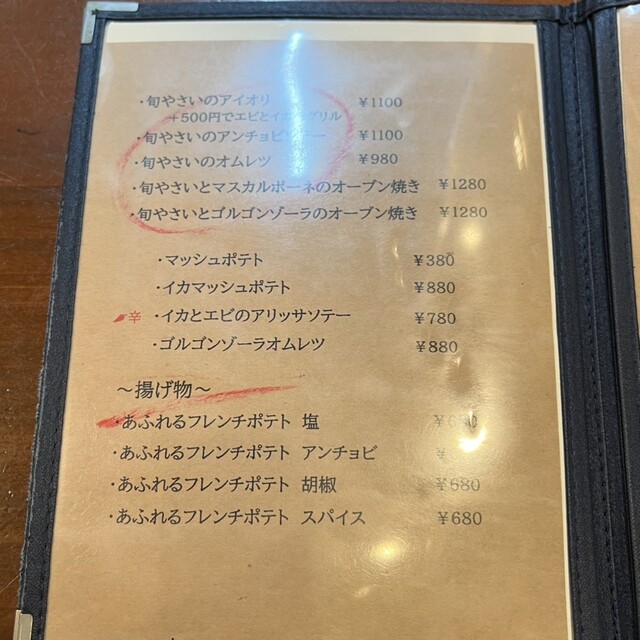 ・旬やさいのアイオリ ¥1100
+500円でエビとイカのグリル
・旬やさいのアンチョビソテー ¥1100
・旬やさいのオムレツ ¥980
・旬やさいとマスカルポーネのオーブン焼き ¥1280
・旬やさいとゴルゴンゾーラのオーブン焼き ¥1280
・マッシュポテト ¥380
・イカマッシュポテト ¥880
辛 ・イカとエビのアリッサソテー ¥780
・ゴルゴンゾーラオムレツ ¥880
～揚げ物～
・あふれるフレンチポテト 塩
・あふれるフレンチポテト アンチョビ ¥
・あふれるフレンチポテト 胡椒 ¥680
・あふれるフレンチポテト スパイス ¥680